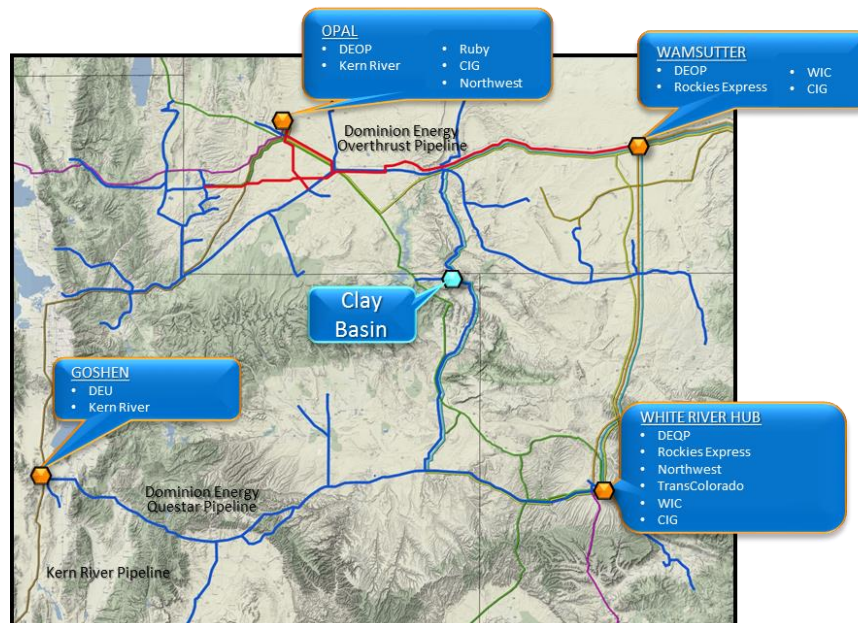 OPAL
• DEOP
• Kern River
• Ruby
• CIG
• Northwest
WAMSUTTER
• DEOP
• Rockies Express
• WIC
• CIG
Dominion Energy
Overthrust Pipeline
Clay
Basin
GOSHEN
• DEU
• Kern River
WHITE RIVER HUB
• DEQP
• Rockies Express
• Northwest
• TransColorado
• WIC
• CIG
Dominion Energy
Questar Pipeline
Kern River Pipeline